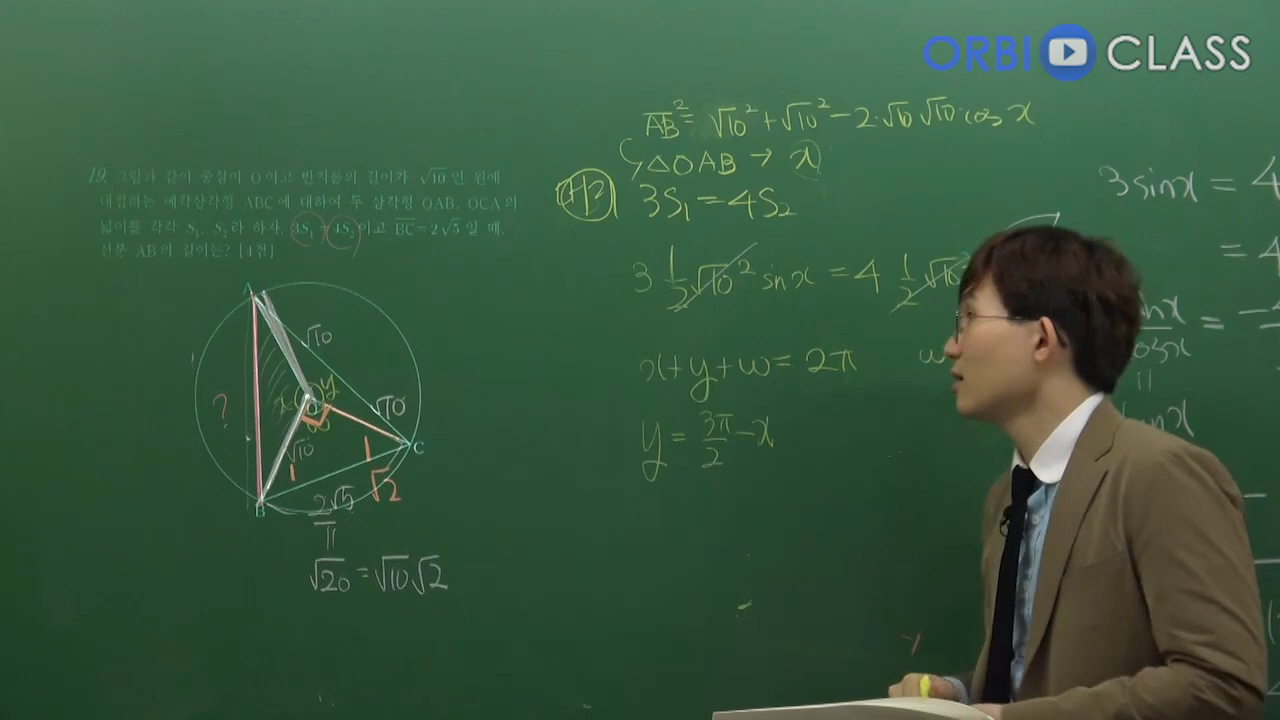 ORBI CLASS
19. 그림과 같이 중심이 O이고 반지름의 길이가 √10인 원에
내접하는 예각삼각형 ABC에 대하여 두 삼각형 OAB, OCA의
넓이를 각각 S₁, S₂라 하자. 3S₁=4S₂이고 BC=2√5일 때,
선분 AB의 길이는? [4점]
A
√10
y
x
√10
?
w
√10
C
1
1
√2
2√5
B
=
√20 = √10√2
AB² = √10² + √10² − 2·√10 √10·cos x
△OAB → x
3S₁ = 4S₂
3 1/2 √10² sin x = 4 1/2 √10
x+y+w = 2π
w
y = 3π/2 − x
3sinx = 4
= 4
cosx
=